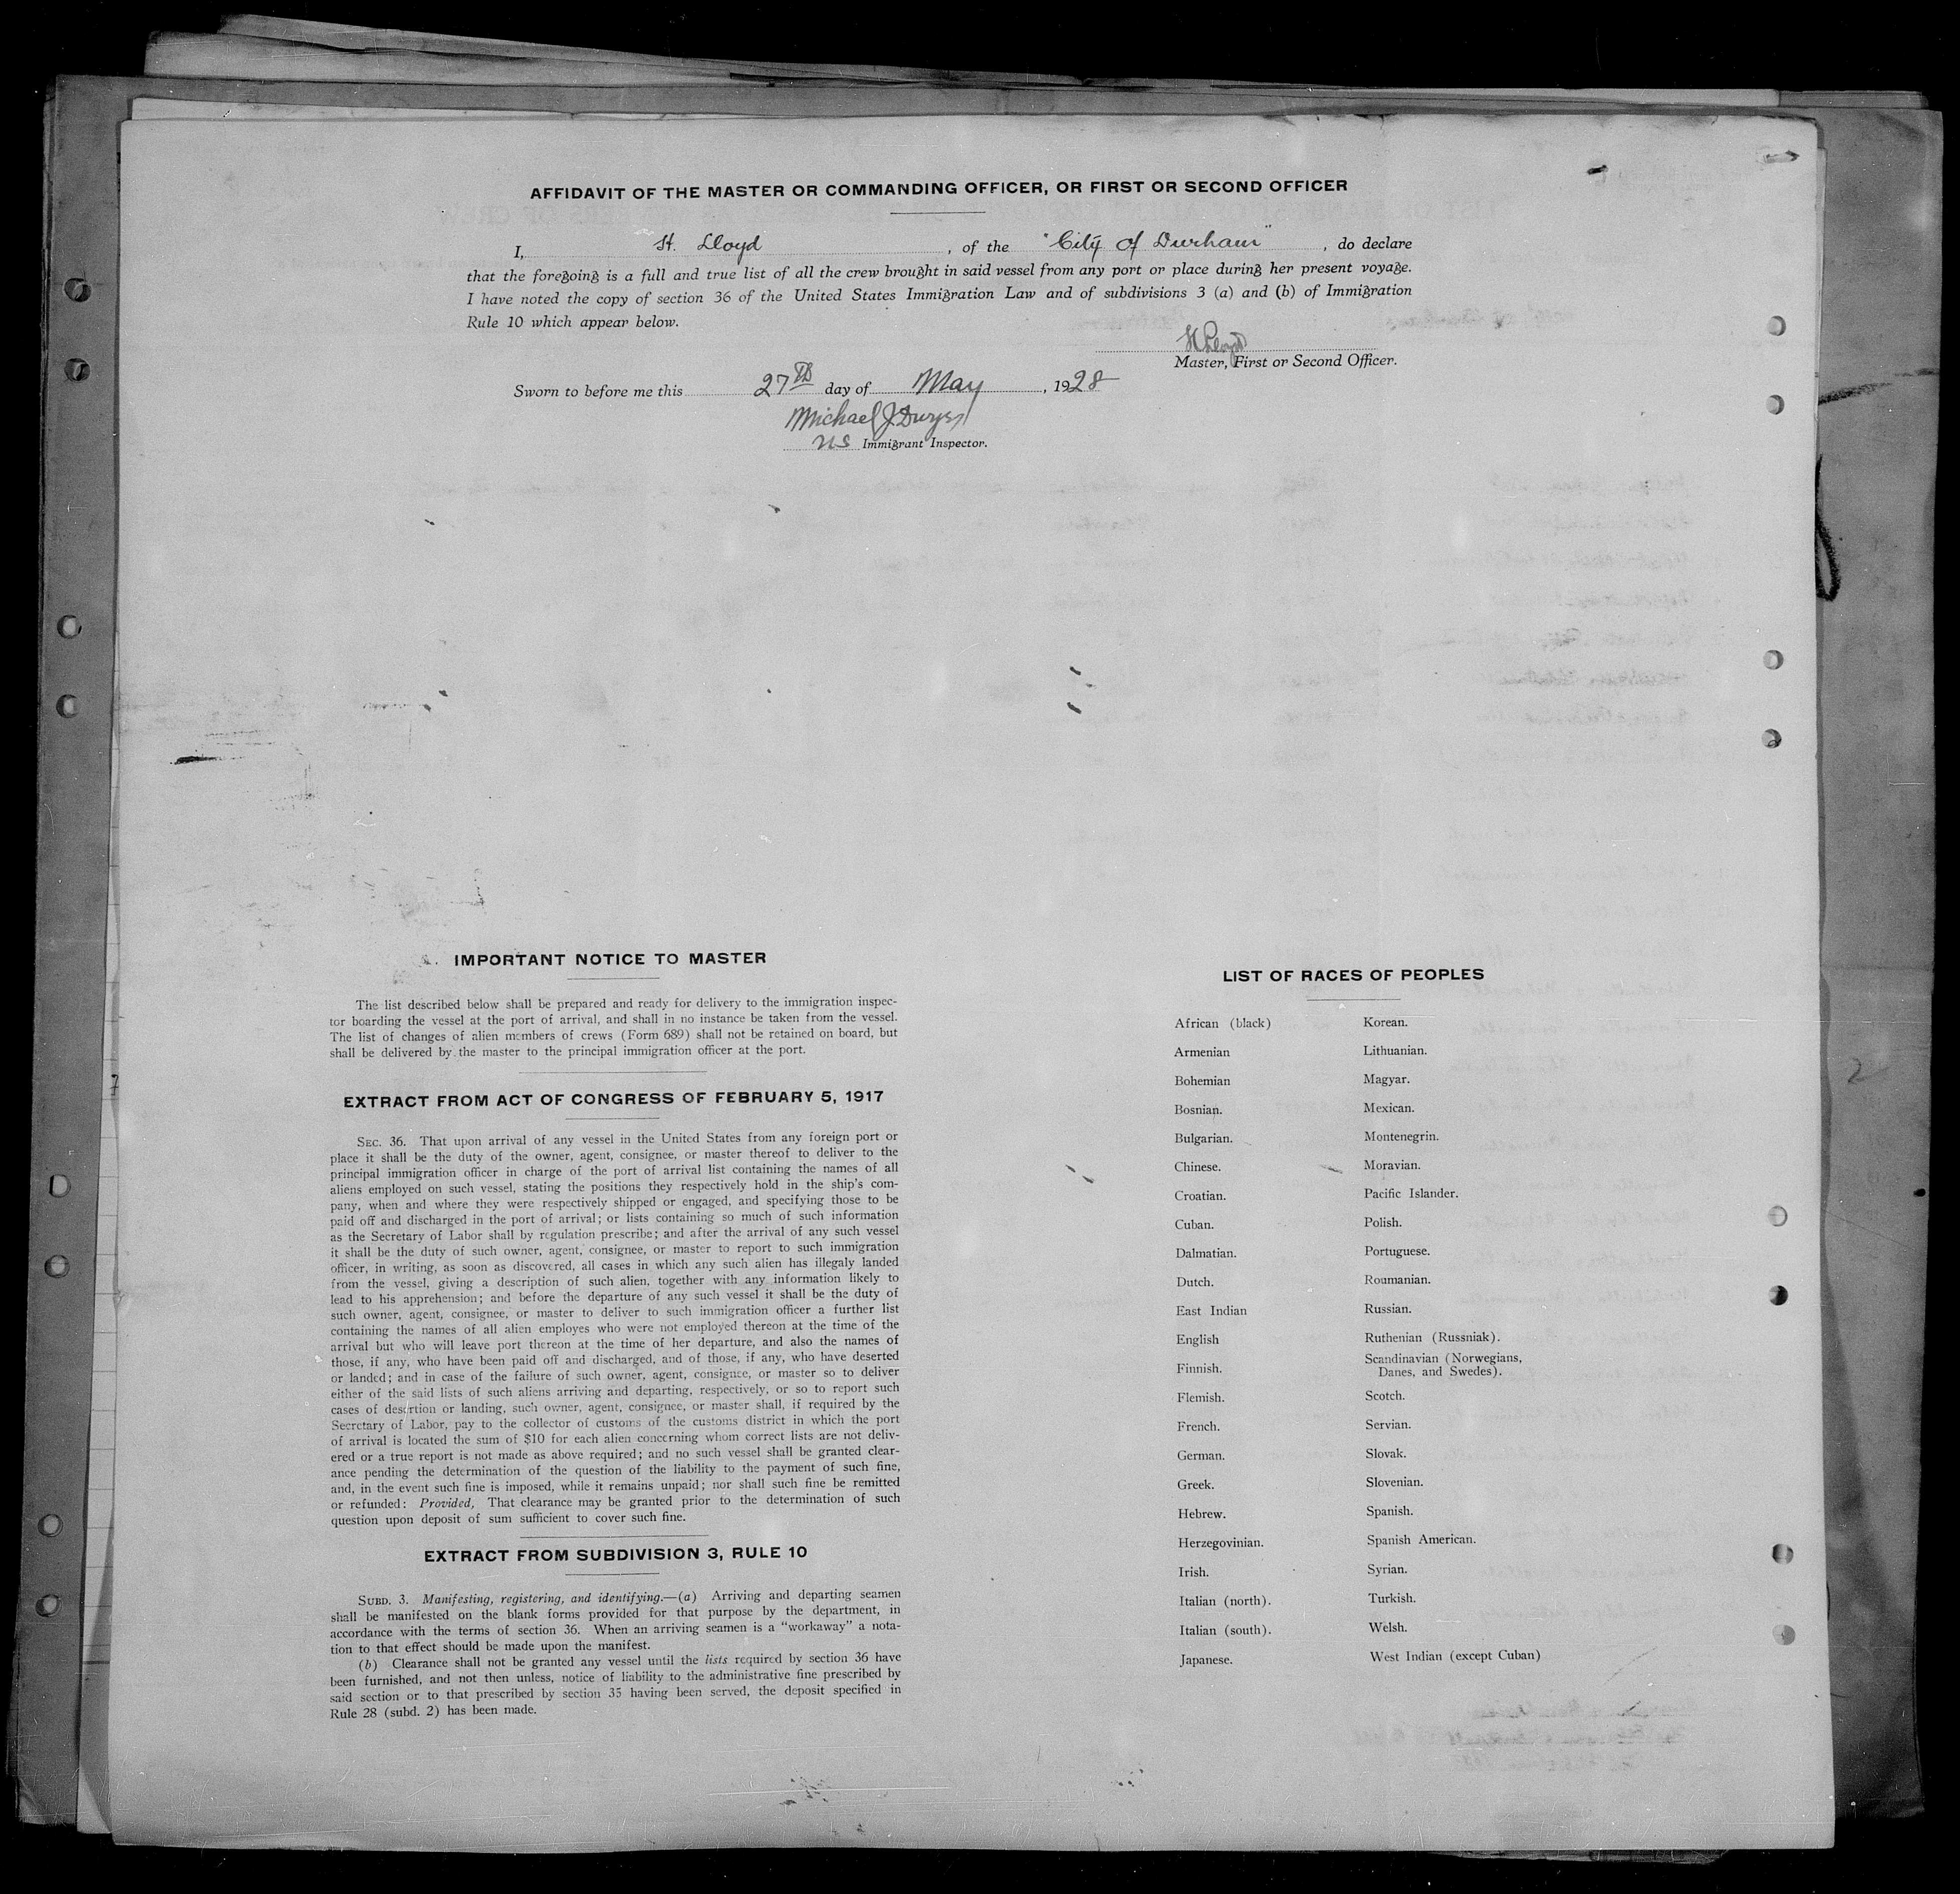 AFFIDAVIT OF THE MASTER OR COMMANDING OFFICER, OR FIRST OR SECOND OFFICER
I, H. Lloyd, of the "City of Durham", do declare
that the foregoing is a full and true list of all the crew brought in said vessel from any port or place during her present voyage.
I have noted the copy of section 36 of the United States Immigration Law and of subdivisions 3 (a) and (b) of Immigration
Rule 10 which appear below.
H Lloyd
Master, First or Second Officer.
Sworn to before me this 27th day of May, 1928
Michael J.
US Immigrant Inspector.
IMPORTANT NOTICE TO MASTER
The list described below shall be prepared and ready for delivery to the immigration inspec-
tor boarding the vessel at the port of arrival, and shall in no instance be taken from the vessel.
The list of changes of alien members of crews (Form 689) shall not be retained on board, but
shall be delivered by the master to the principal immigration officer at the port.
EXTRACT FROM ACT OF CONGRESS OF FEBRUARY 5, 1917
SEC. 36. That upon arrival of any vessel in the United States from any foreign port or
place it shall be the duty of the owner, agent, consignee, or master thereof to deliver to the
principal immigration officer in charge of the port of arrival list containing the names of all
aliens employed on such vessel, stating the positions they respectively hold in the ship's com-
pany, when and where they were respectively shipped or engaged, and specifying those to be
paid off and discharged in the port of arrival; or lists containing so much of such information
as the Secretary of Labor shall by regulation prescribe; and after the arrival of any such vessel
it shall be the duty of such owner, agent, consignee, or master to report to such immigration
officer, in writing, as soon as discovered, all cases in which any such alien has illegaly landed
from the vessel, giving a description of such alien, together with any information likely to
lead to his apprehension; and before the departure of any such vessel it shall be the duty of
such owner, agent, consignee, or master to deliver to such immigration officer a further list
containing the names of all alien employes who were not employed thereon at the time of the
arrival but who will leave port thereon at the time of her departure, and also the names of
those, if any, who have been paid off and discharged, and of those, if any, who have deserted
or landed; and in case of the failure of such owner, agent, consignee, or master so to deliver
either of the said lists of such aliens arriving and departing, respectively, or so to report such
cases of desertion or landing, such owner, agent, consignee, or master shall, if required by the
Secretary of Labor, pay to the collector of customs of the customs district in which the port
of arrival is located the sum of $10 for each alien concerning whom correct lists are not deliv-
ered or a true report is not made as above required; and no such vessel shall be granted clear-
ance pending the determination of the question of the liability to the payment of such fine,
and, in the event such fine is imposed, while it remains unpaid; nor shall such fine be remitted
or refunded: Provided, That clearance may be granted prior to the determination of such
question upon deposit of sum sufficient to cover such fine.
EXTRACT FROM SUBDIVISION 3, RULE 10
SUBD. 3. Manifesting, registering, and identifying.—(a) Arriving and departing seamen
shall be manifested on the blank forms provided for that purpose by the department, in
accordance with the terms of section 36. When an arriving seamen is a "workaway" a nota-
tion to that effect should be made upon the manifest.
(b) Clearance shall not be granted any vessel until the lists required by section 36 have
been furnished, and not then unless, notice of liability to the administrative fine prescribed by
said section or to that prescribed by section 35 having been served, the deposit specified in
Rule 28 (subd. 2) has been made.
LIST OF RACES OF PEOPLES
African (black) Korean.
Armenian Lithuanian.
Bohemian Magyar.
Bosnian. Mexican.
Bulgarian. Montenegrin.
Chinese. Moravian.
Croatian. Pacific Islander.
Cuban. Polish.
Dalmatian. Portuguese.
Dutch. Roumanian.
East Indian Russian.
English Ruthenian (Russniak).
Finnish. Scandinavian (Norwegians,
Danes, and Swedes).
Flemish. Scotch.
French. Servian.
German. Slovak.
Greek. Slovenian.
Hebrew. Spanish.
Herzegovinian. Spanish American.
Irish. Syrian.
Italian (north). Turkish.
Italian (south). Welsh.
Japanese. West Indian (except Cuban)
2